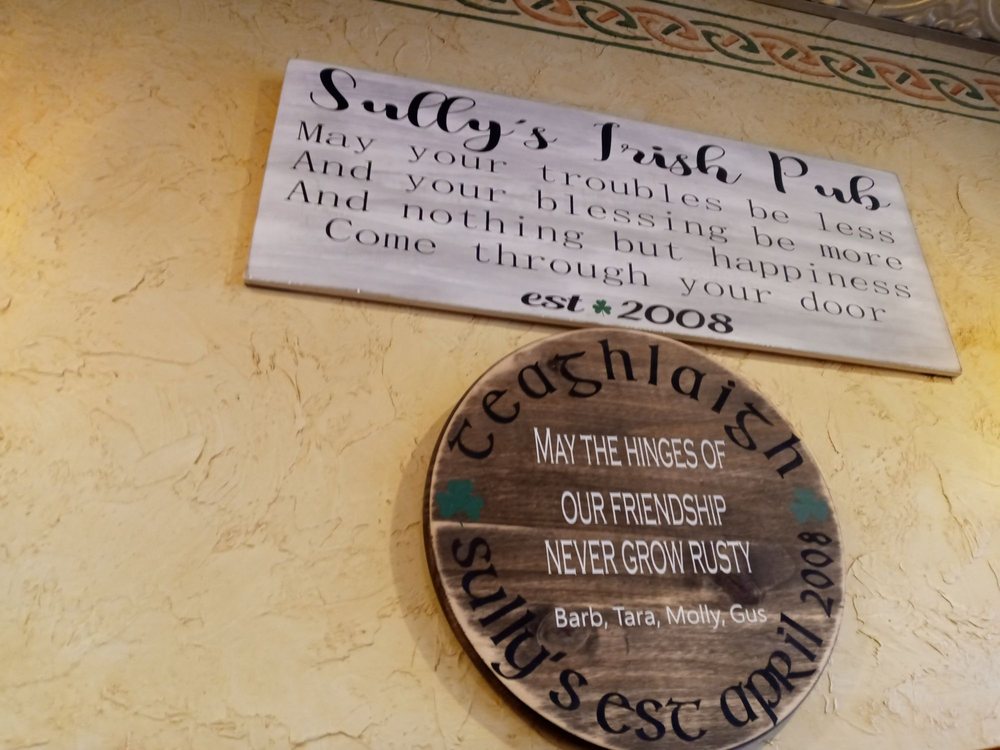 Sully's Irish Pub
May your troubles be less
And your blessing be more
And nothing but happiness
Come through your door
est 2008
Teaghlaigh
MAY THE HINGES OF
OUR FRIENDSHIP
NEVER GROW RUSTY
Barb, Tara, Molly, Gus
Sully's est april 2008